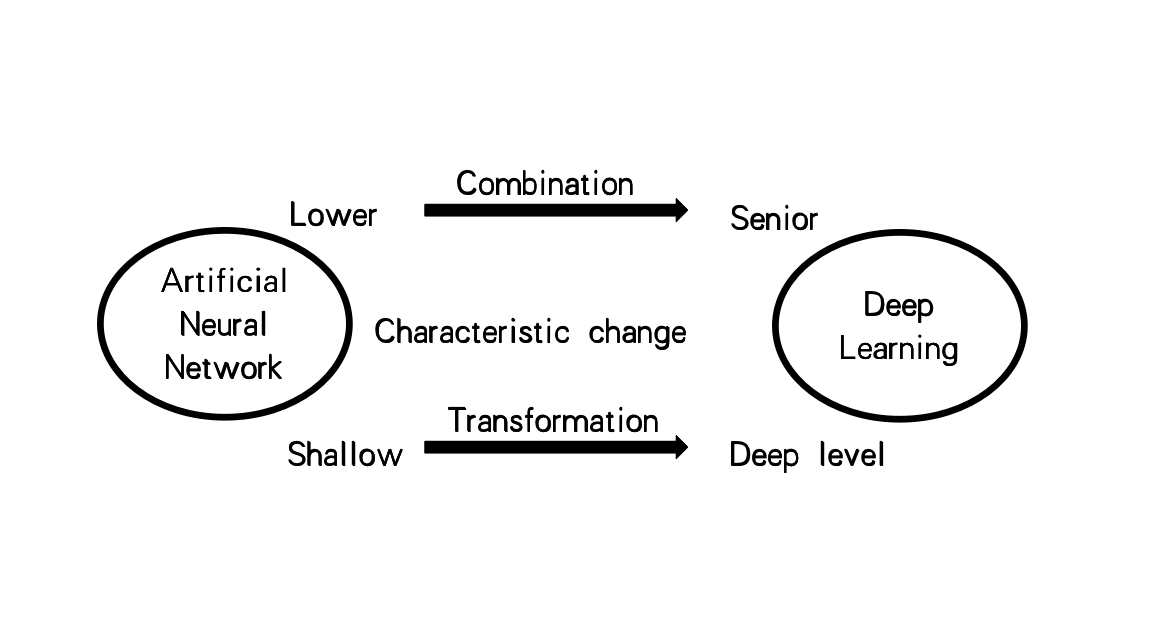 Combination
Lower
Senior
Artificial
Neural
Network
Characteristic change
Deep
Learning
Transformation
Shallow
Deep level